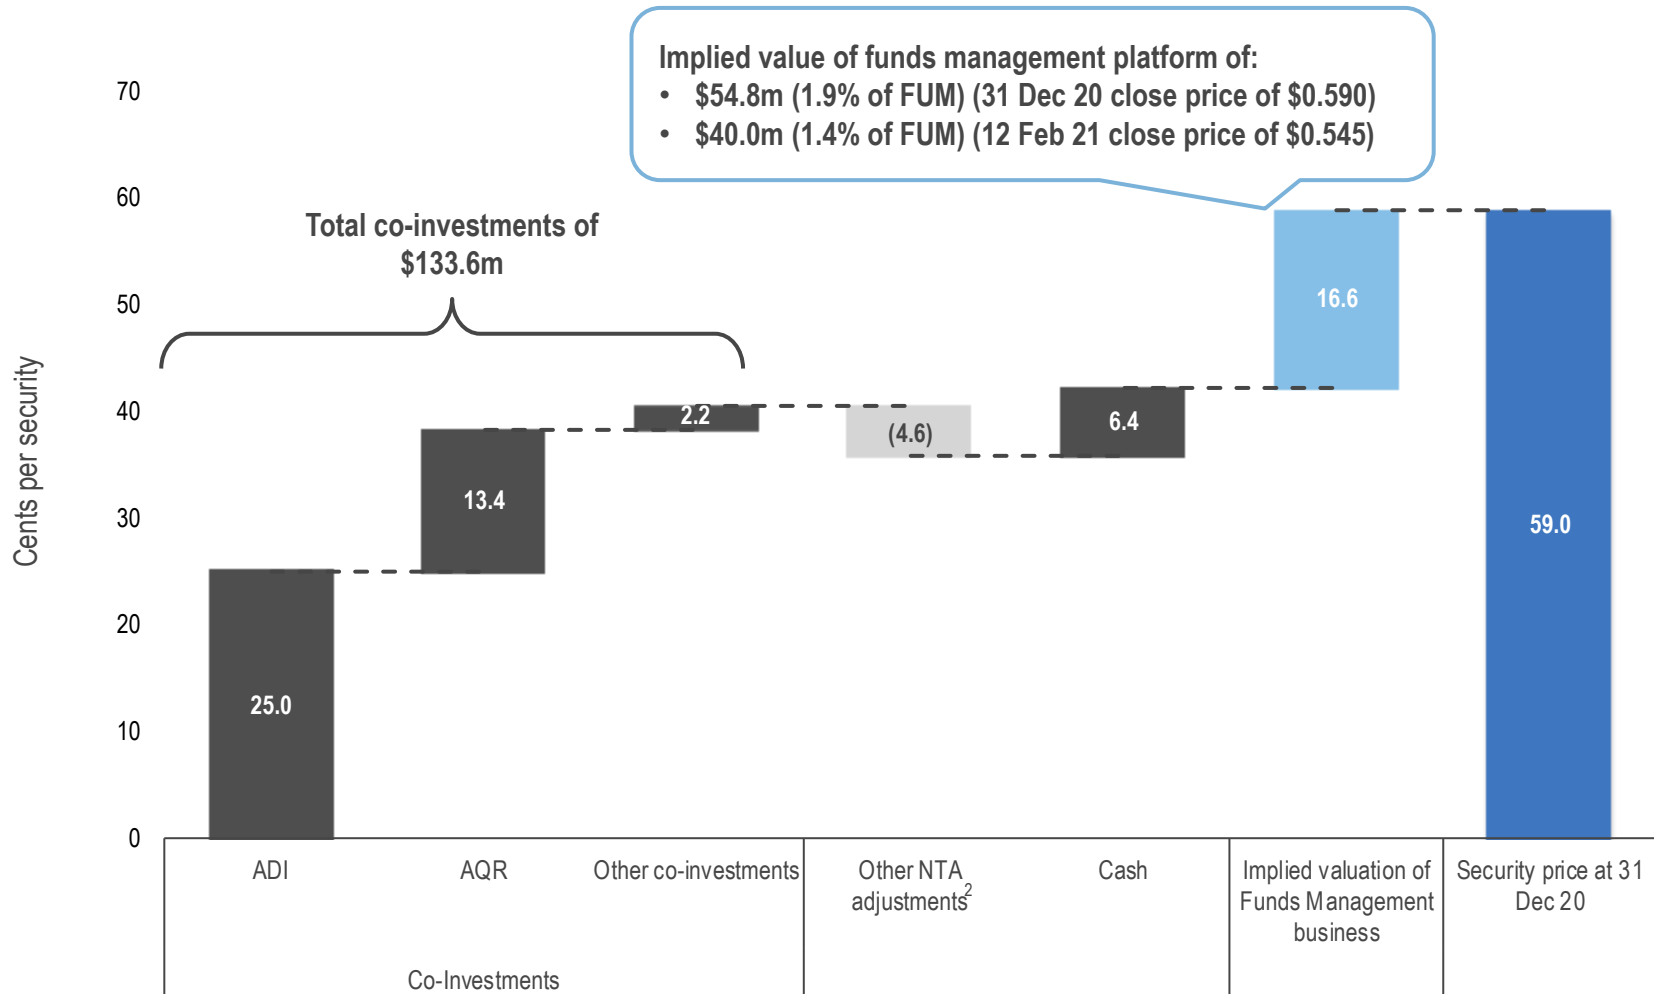 Implied value of funds management platform of:
• $54.8m (1.9% of FUM) (31 Dec 20 close price of $0.590)
• $40.0m (1.4% of FUM) (12 Feb 21 close price of $0.545)
Total co-investments of
$133.6m
Cents per security
70
60
50
40
30
20
10
0
25.0
13.4
2.2
(4.6)
6.4
16.6
59.0
ADI
AQR
Other co-investments
Other NTA
adjustments2
Cash
Implied valuation of
Funds Management
business
Security price at 31
Dec 20
Co-Investments